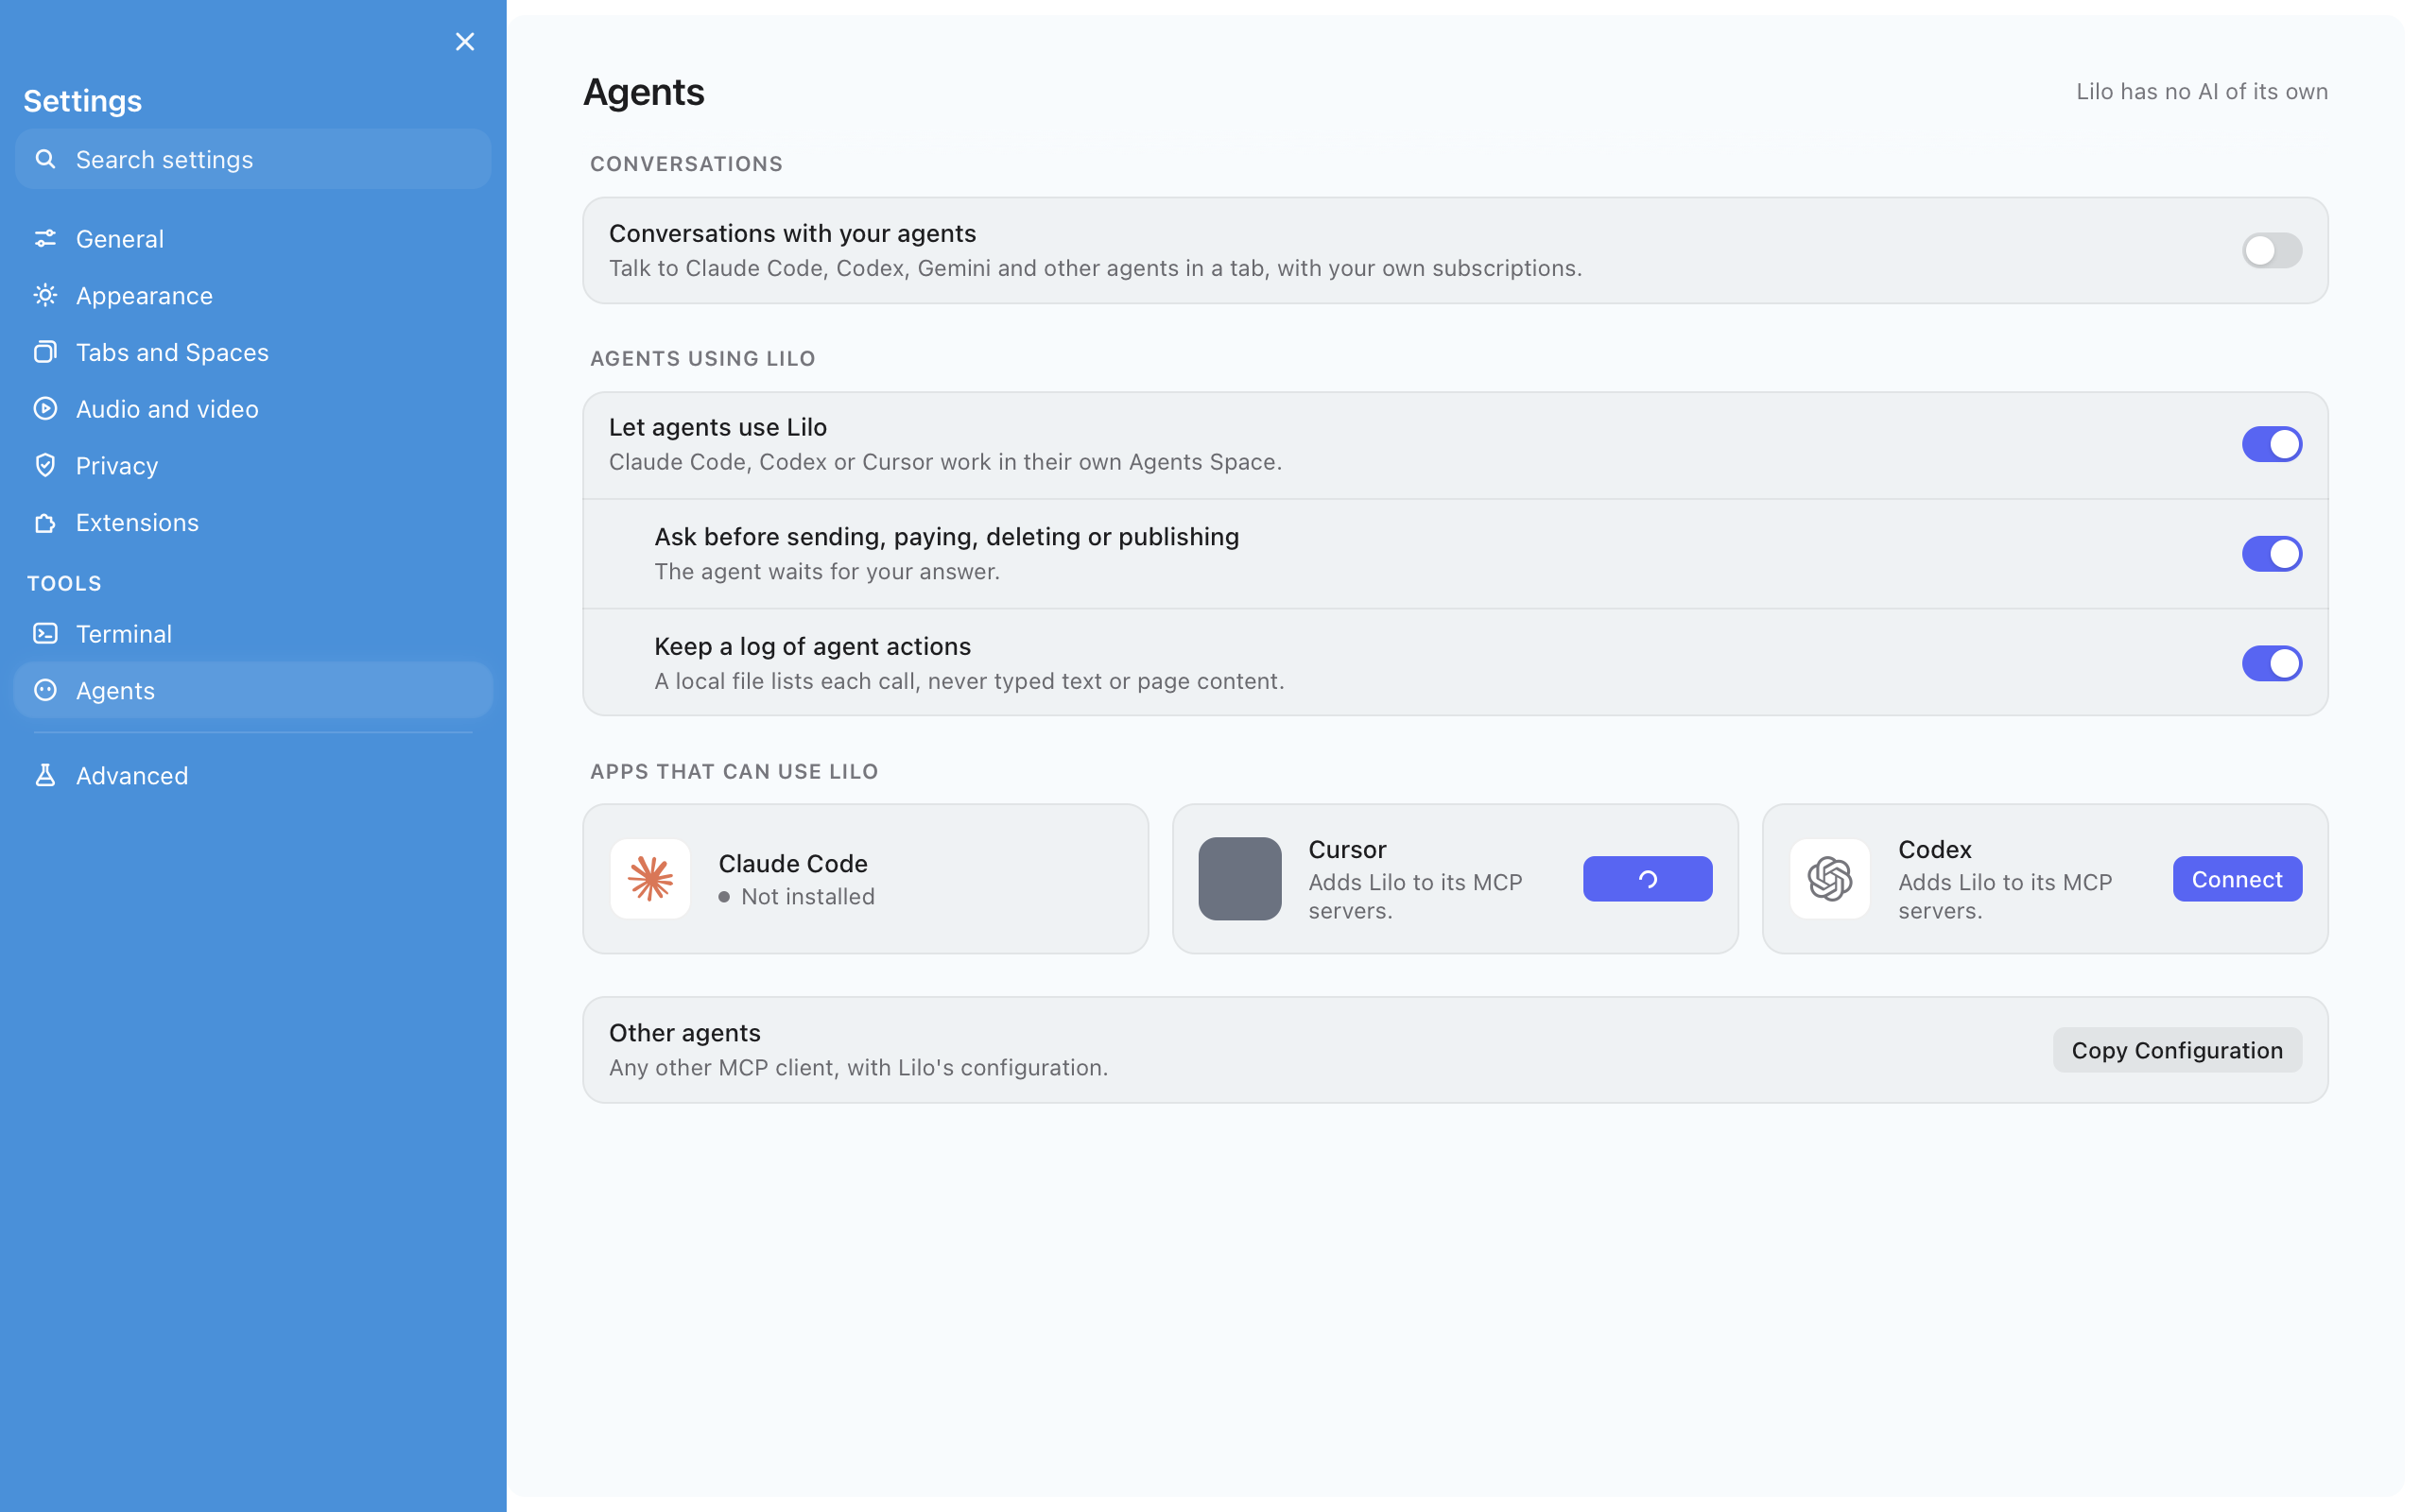 Settings
Search settings
General
Appearance
Tabs and Spaces
Audio and video
Privacy
Extensions
TOOLS
Terminal
Agents
Advanced
Agents
Lilo has no AI of its own
CONVERSATIONS
Conversations with your agents
Talk to Claude Code, Codex, Gemini and other agents in a tab, with your own subscriptions.
AGENTS USING LILO
Let agents use Lilo
Claude Code, Codex or Cursor work in their own Agents Space.
Ask before sending, paying, deleting or publishing
The agent waits for your answer.
Keep a log of agent actions
A local file lists each call, never typed text or page content.
APPS THAT CAN USE LILO
Claude Code
Not installed
Cursor
Adds Lilo to its MCP
servers.
Codex
Adds Lilo to its MCP
servers.
Connect
Other agents
Any other MCP client, with Lilo's configuration.
Copy Configuration